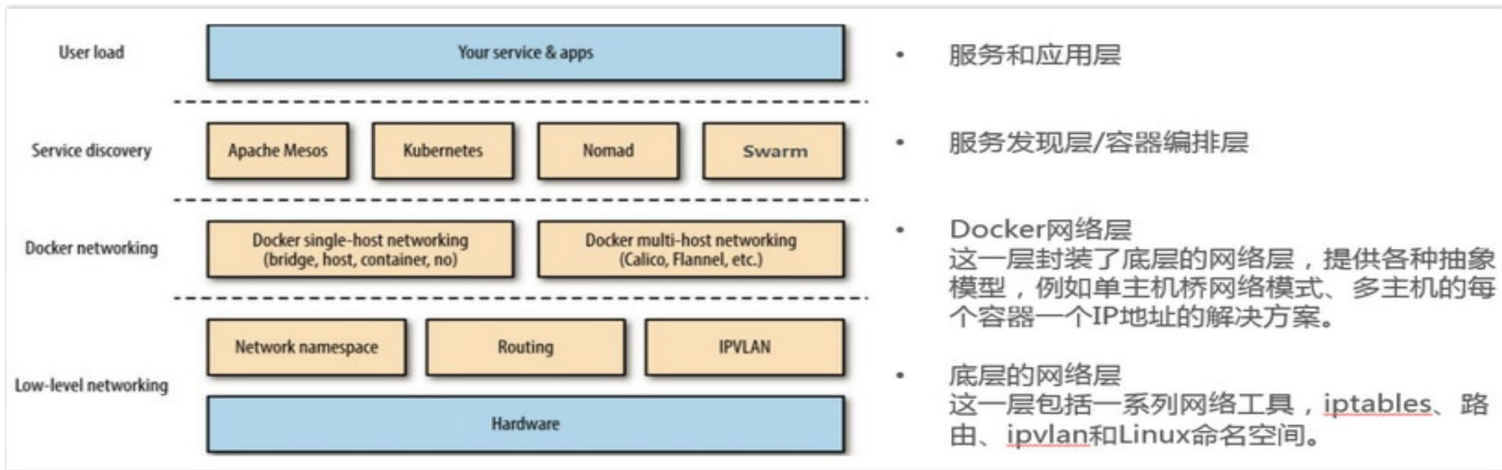 User load
Your service & apps
• 服务和应用层
Service discovery
Apache Mesos
Kubernetes
Nomad
Swarm
• 服务发现层/容器编排层
Docker networking
Docker single-host networking
(bridge, host, container, no)
Docker multi-host networking
(Calico, Flannel, etc.)
• Docker网络层
这一层封装了底层的网络层，提供各种抽象
模型，例如单主机桥网络模式、多主机的每
个容器一个IP地址的解决方案。
Low-level networking
Network namespace
Routing
IPVLAN
Hardware
• 底层的网络层
这一层包括一系列网络工具，iptables、路
由、ipvlan和Linux命名空间。